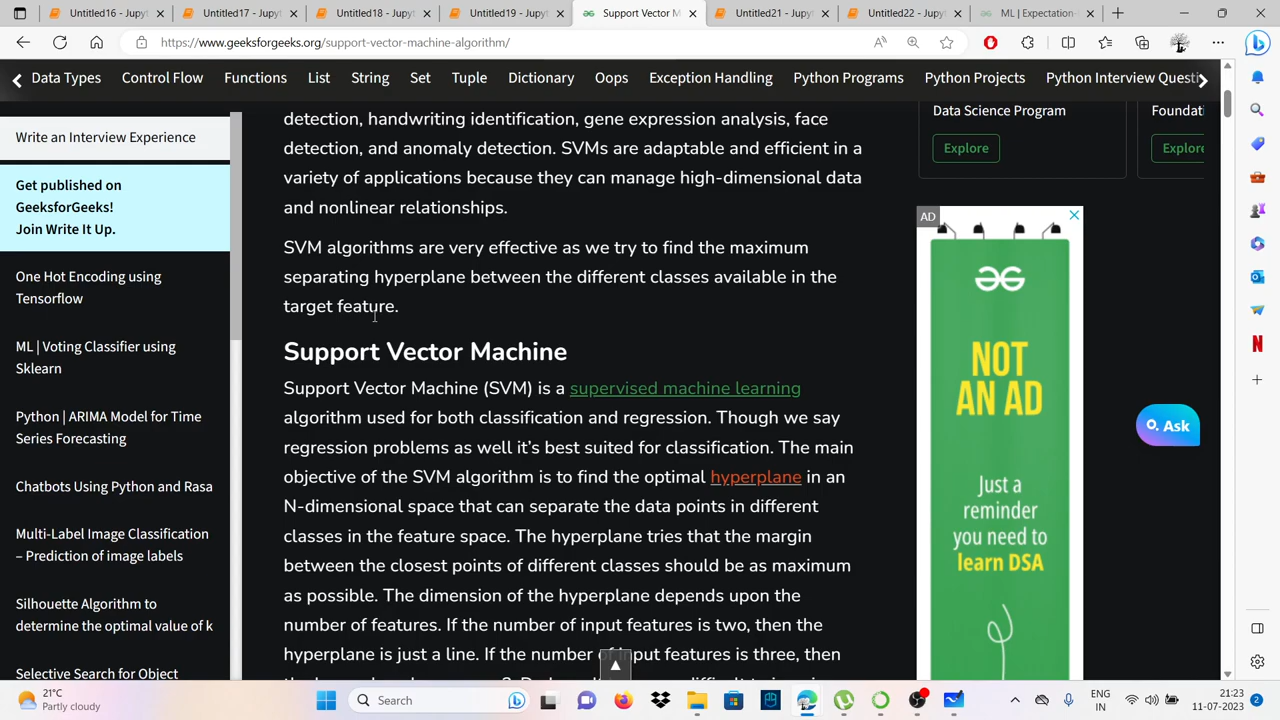 Untitled16 - Jupyt
Untitled17 - Jupyt
Untitled18 - Jupyt
Untitled19 - Jupyt
Support Vector M
Untitled21 - Jupyt
Untitled22 - Jupyt
ML | Expectation-
https://www.geeksforgeeks.org/support-vector-machine-algorithm/
Data Types
Control Flow
Functions
List
String
Set
Tuple
Dictionary
Oops
Exception Handling
Python Programs
Python Projects
Python Interview Questi
Write an Interview Experience
Get published on
GeeksforGeeks!
Join Write It Up.
One Hot Encoding using
Tensorflow
ML | Voting Classifier using
Sklearn
Python | ARIMA Model for Time
Series Forecasting
Chatbots Using Python and Rasa
Multi-Label Image Classification
– Prediction of image labels
Silhouette Algorithm to
determine the optimal value of k
Selective Search for Object
detection, handwriting identification, gene expression analysis, face
detection, and anomaly detection. SVMs are adaptable and efficient in a
variety of applications because they can manage high-dimensional data
and nonlinear relationships.
SVM algorithms are very effective as we try to find the maximum
separating hyperplane between the different classes available in the
target feature.
Support Vector Machine
Support Vector Machine (SVM) is a supervised machine learning
algorithm used for both classification and regression. Though we say
regression problems as well it’s best suited for classification. The main
objective of the SVM algorithm is to find the optimal hyperplane in an
N-dimensional space that can separate the data points in different
classes in the feature space. The hyperplane tries that the margin
between the closest points of different classes should be as maximum
as possible. The dimension of the hyperplane depends upon the
number of features. If the number of input features is two, then the
hyperplane is just a line. If the number of input features is three, then
Data Science Program
Explore
Foundat
Explore
AD
NOT
AN AD
Just a
reminder
you need to
learn DSA
Ask
21°C
Partly cloudy
Search
ENG
IN
21:23
11-07-2023
2